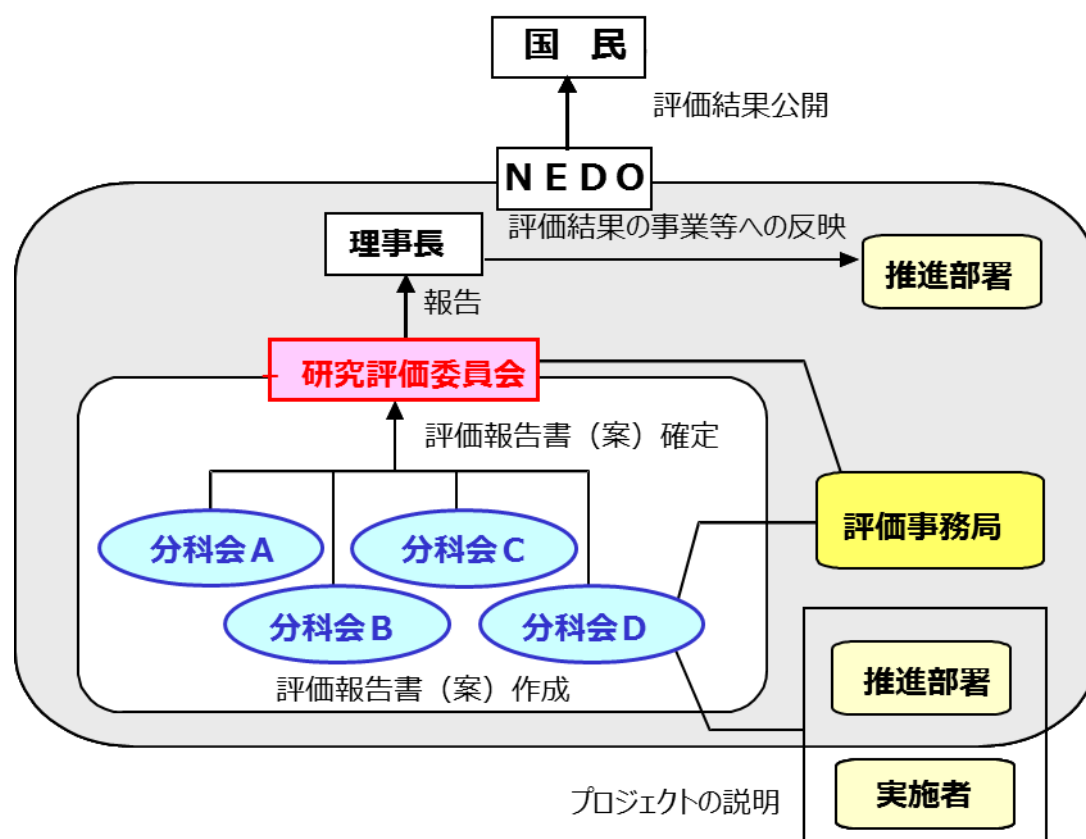 国 民
評価結果公開
NEDO
評価結果の事業等への反映
理事長
推進部署
報告
研究評価委員会
評価報告書（案）確定
分科会A
分科会C
評価事務局
分科会B
分科会D
推進部署
評価報告書（案）作成
プロジェクトの説明
実施者